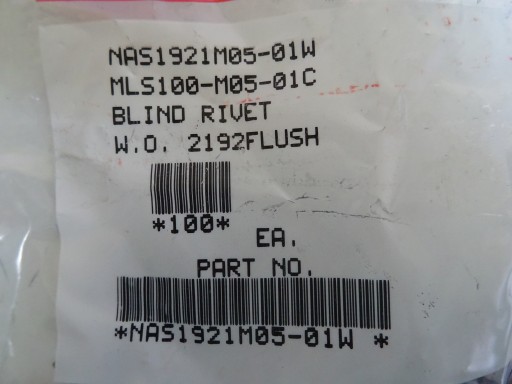 NAS1921M05-01W
MLS100-M05-01C
BLIND RIVET
W.O. 2192FLUSH
*100*
EA.
PART NO.
*NAS1921M05-01W *